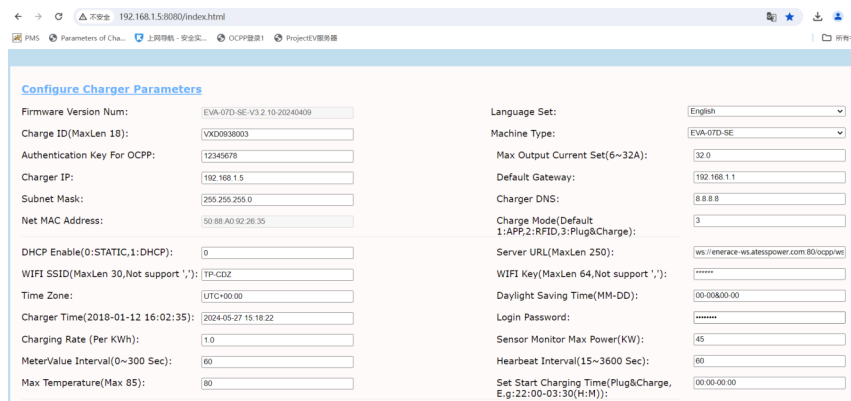 不安全 192.168.1.5:8080/index.html
PMS Parameters of Cha... 上网导航 - 安全实... OCPP登录1 ProjectEV服务器 所有
Configure Charger Parameters
Firmware Version Num: EVA-07D-SE-V3.2.10-20240409 Language Set: English
Charge ID(MaxLen 18): VXD0938003 Machine Type: EVA-07D-SE
Authentication Key For OCPP: 12345678 Max Output Current Set(6~32A): 32.0
Charger IP: 192.168.1.5 Default Gateway: 192.168.1.1
Subnet Mask: 255.255.255.0 Charger DNS: 8.8.8.8
Net MAC Address: 50:88:A0:92:26:35 Charge Mode(Default
1:APP,2:RFID,3:Plug&Charge): 3
DHCP Enable(0:STATIC,1:DHCP): 0 Server URL(MaxLen 250): ws://enerace-ws.atesspower.com:80/ocpp/ws
WIFI SSID(MaxLen 30,Not support ','): TP-CDZ WIFI Key(MaxLen 64,Not support ','): ******
Time Zone: UTC+00:00 Daylight Saving Time(MM-DD): 00-00&00-00
Charger Time(2018-01-12 16:02:35): 2024-05-27 15:18:22 Login Password: ••••••••
Charging Rate (Per KWh): 1.0 Sensor Monitor Max Power(KW): 45
MeterValue Interval(0~300 Sec): 60 Hearbeat Interval(15~3600 Sec): 60
Max Temperature(Max 85): 80 Set Start Charging Time(Plug&Charge,
E.g:22:00-03:30(H:M)): 00:00-00:00